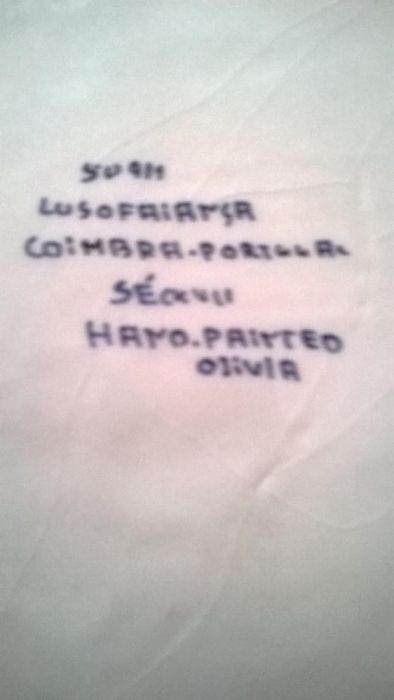 LUSOFAIANÇA
COIMBRA-PORTUGAL
SÉC XVII
HAND.PAINTED
OLIVIA